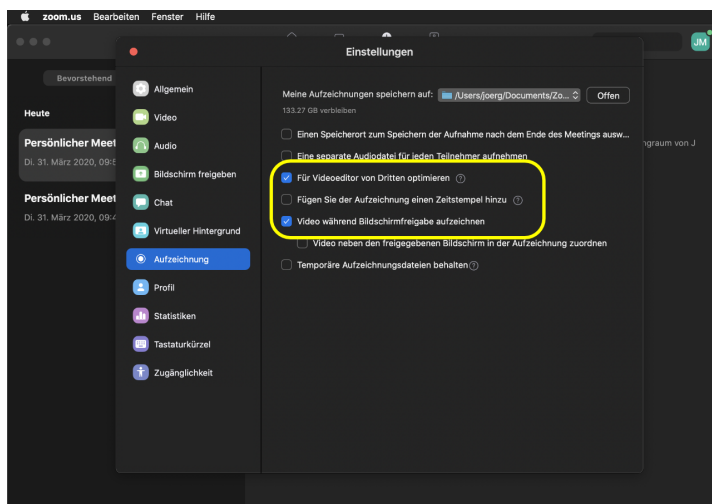 zoom.us Bearbeiten Fenster Hilfe
JM
Einstellungen
Bevorstehend
Heute
Persönlicher Meet
Di. 31. März 2020, 09:5
Persönlicher Meet
Di. 31. März 2020, 09:4
Allgemein
Video
Audio
Bildschirm freigeben
Chat
Virtueller Hintergrund
Aufzeichnung
Profil
Statistiken
Tastaturkürzel
Zugänglichkeit
Meine Aufzeichnungen speichern auf: /Users/joerg/Documents/Zo... Offen
133.27 GB verbleiben
Einen Speicherort zum Speichern der Aufnahme nach dem Ende des Meetings ausw...
Eine separate Audiodatei für jeden Teilnehmer aufnehmen
Für Videoeditor von Dritten optimieren
Fügen Sie der Aufzeichnung einen Zeitstempel hinzu
Video während Bildschirmfreigabe aufzeichnen
Video neben den freigegebenen Bildschirm in der Aufzeichnung zuordnen
Temporäre Aufzeichnungsdateien behalten
ngraum von J